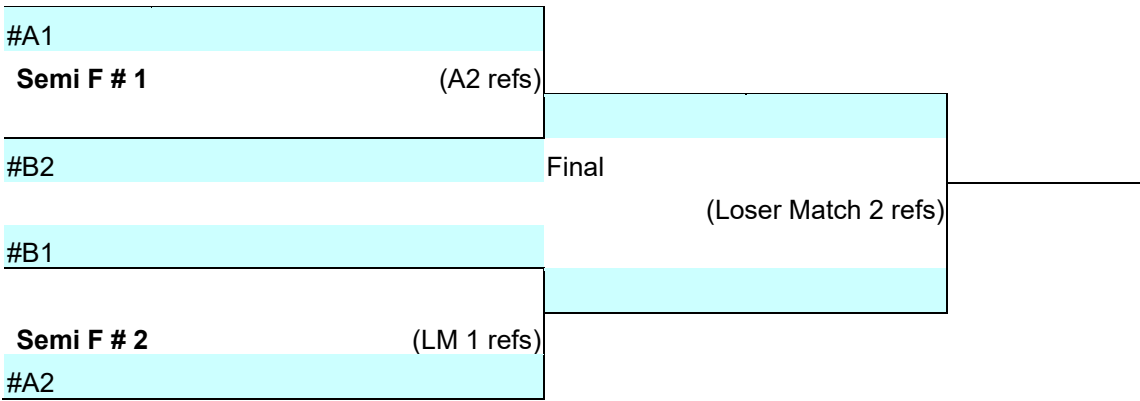 #A1
Semi F # 1 (A2 refs)
#B2
Final
(Loser Match 2 refs)
#B1
Semi F # 2 (LM 1 refs)
#A2